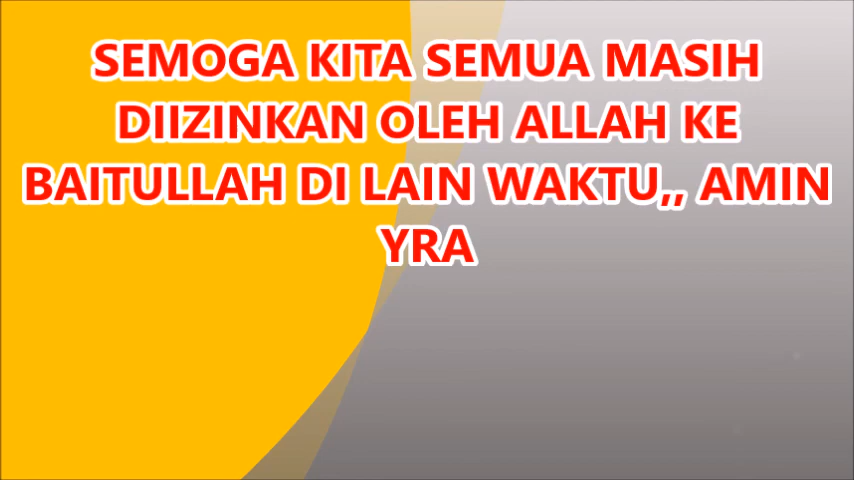 SEMOGA KITA SEMUA MASIH
DIIZINKAN OLEH ALLAH KE
BAITULLAH DI LAIN WAKTU,, AMIN
YRA